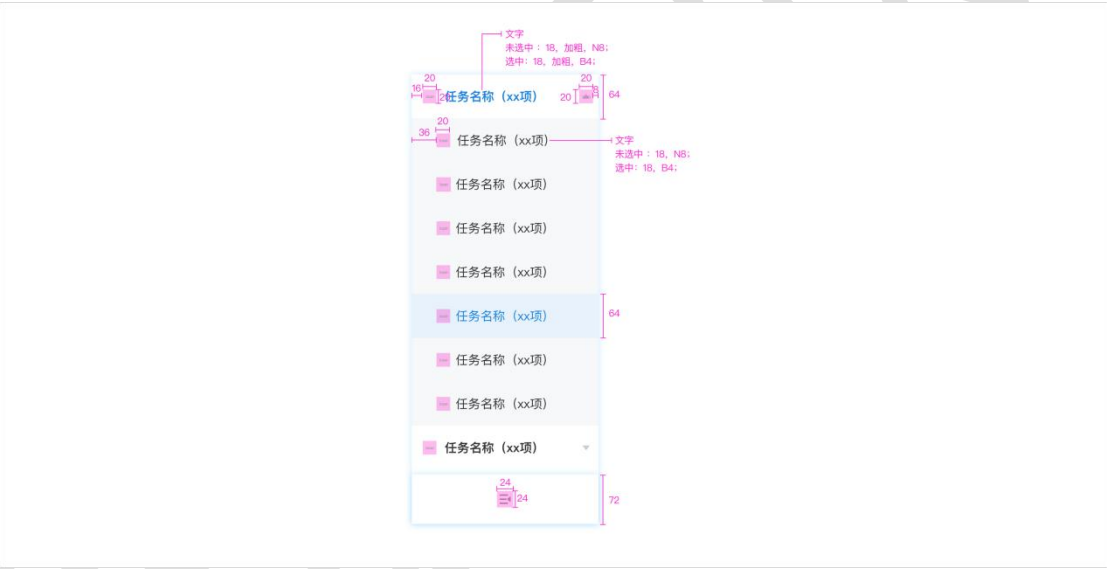 文字
未选中：18，加粗，N8；
选中：18，加粗，B4；
20
20
16
20
任务名称（xx项）
20
8
64
20
36
任务名称（xx项）
文字
未选中：18，N8；
选中：18，B4；
任务名称（xx项）
任务名称（xx项）
任务名称（xx项）
任务名称（xx项）
64
任务名称（xx项）
任务名称（xx项）
任务名称（xx项）
24
24
72